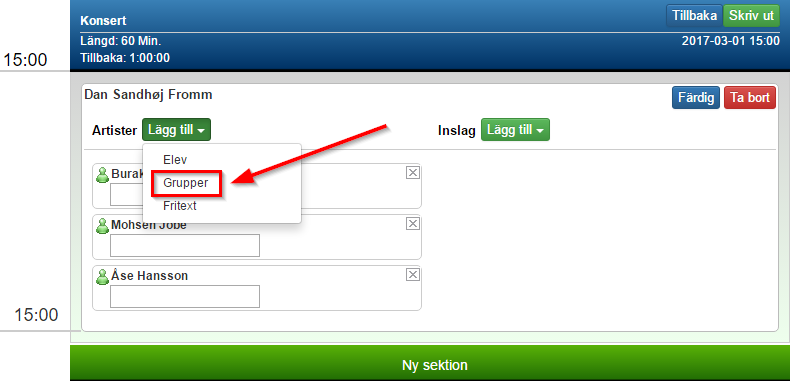 Konsert
Tillbaka
Skriv ut
Längd: 60 Min.
2017-03-01 15:00
Tillbaka: 1:00:00
15:00
Dan Sandhøj Fromm
Färdig
Ta bort
Artister
Lägg till
Inslag
Lägg till
Elev
Grupper
Fritext
Mohsen Jobe
Åse Hansson
15:00
Ny sektion